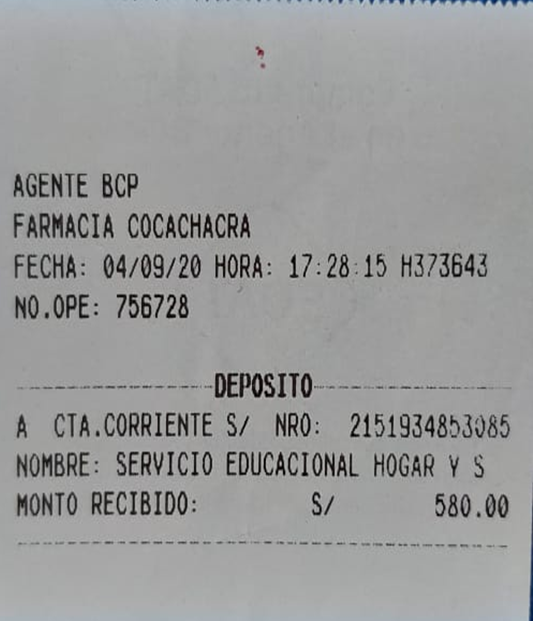 AGENTE BCP
FARMACIA COCACHACRA
FECHA: 04/09/20 HORA: 17:28:15 H373643
NO.OPE: 756728
DEPOSITO
A CTA.CORRIENTE S/ NRO: 2151934853085
NOMBRE: SERVICIO EDUCACIONAL HOGAR Y S
MONTO RECIBIDO: S/ 580.00